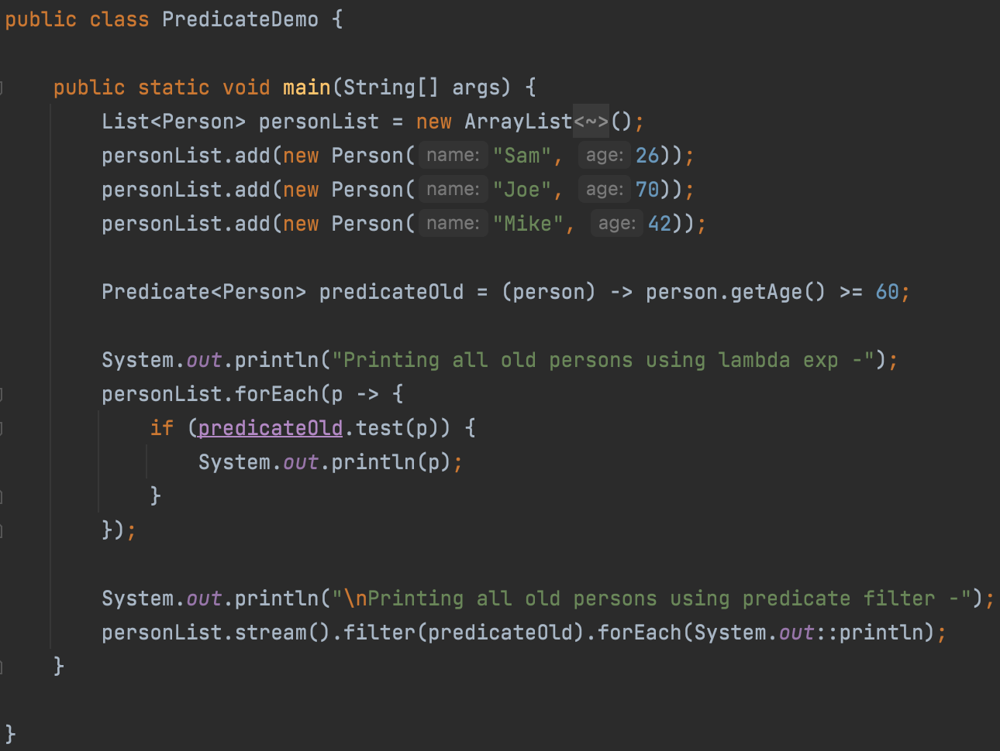 public class PredicateDemo {
public static void main(String[] args) {
List<Person> personList = new ArrayList<~>();
personList.add(new Person( name: "Sam", age: 26));
personList.add(new Person( name: "Joe", age: 70));
personList.add(new Person( name: "Mike", age: 42));
Predicate<Person> predicateOld = (person) -> person.getAge() >= 60;
System.out.println("Printing all old persons using lambda exp -");
personList.forEach(p -> {
if (predicateOld.test(p)) {
System.out.println(p);
}
});
System.out.println("\nPrinting all old persons using predicate filter -");
personList.stream().filter(predicateOld).forEach(System.out::println);
}
}